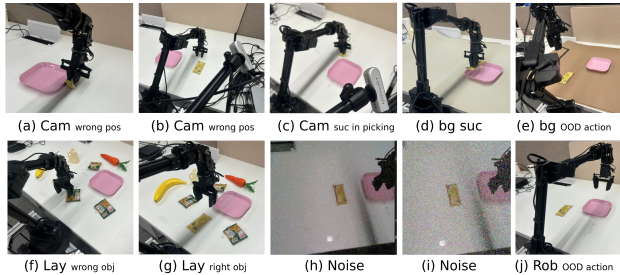 (a) Cam wrong pos (b) Cam wrong pos (c) Cam suc in picking (d) bg suc (e) bg OOD action
(f) Lay wrong obj (g) Lay right obj (h) Noise (i) Noise (j) Rob OOD action